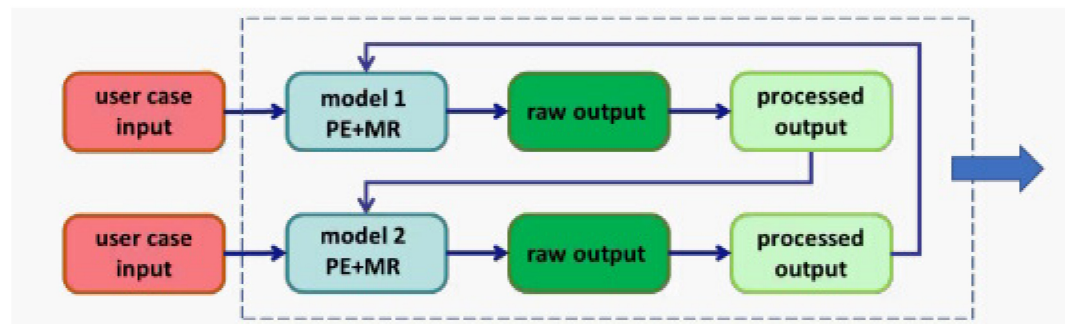 user case
input
model 1
PE+MR
raw output
processed
output
user case
input
model 2
PE+MR
raw output
processed
output